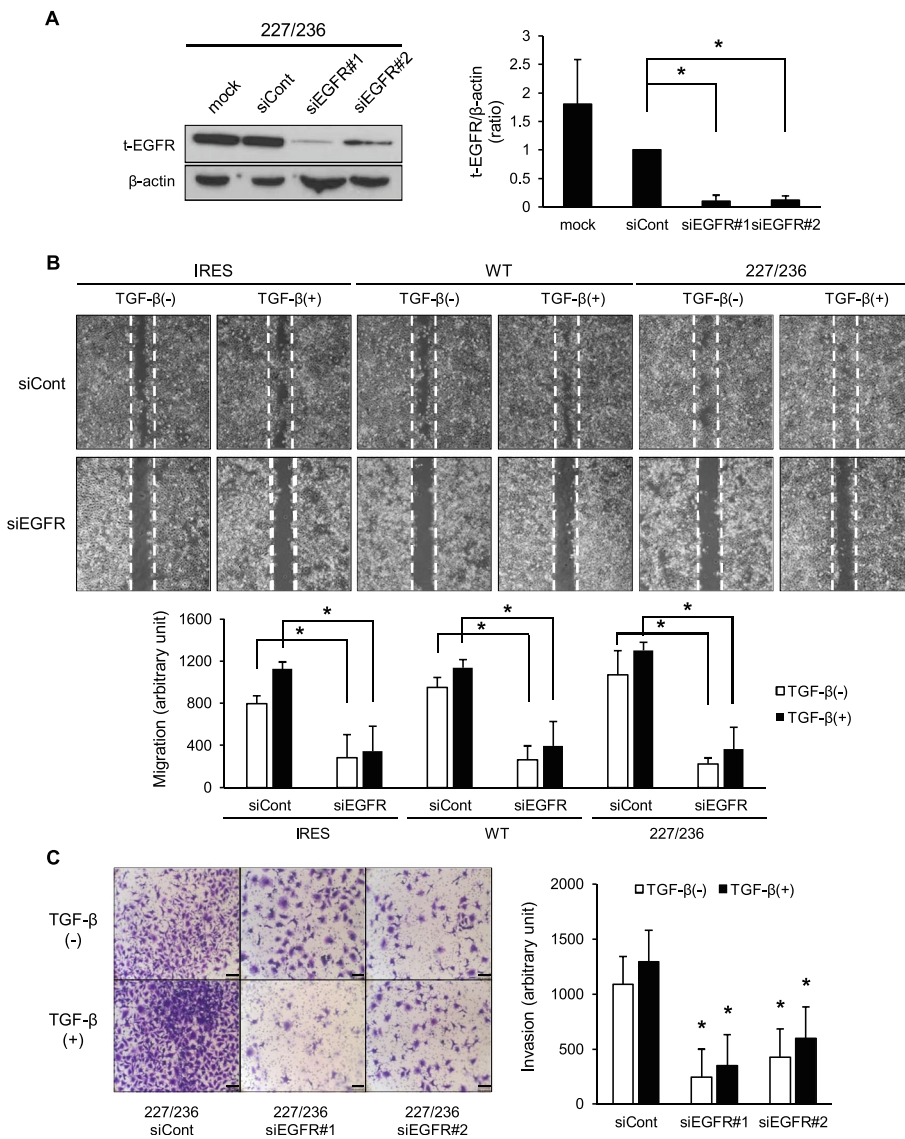 A
227/236
mock siCont siEGFR#1 siEGFR#2
t-EGFR
β-actin
t-EGFR/β-actin
(ratio)
3
2.5
2
1.5
1
0.5
0
*
*
mock siCont siEGFR#1 siEGFR#2
B
IRES WT 227/236
TGF-β(-) TGF-β(+) TGF-β(-) TGF-β(+) TGF-β(-) TGF-β(+)
siCont
siEGFR
Migration (arbitrary unit)
1600
1200
800
400
0
* * *
* * *
TGF-β(-)
TGF-β(+)
siCont siEGFR siCont siEGFR siCont siEGFR
IRES WT 227/236
C
TGF-β
(-)
TGF-β
(+)
227/236 227/236 227/236
siCont siEGFR#1 siEGFR#2
Invasion (arbitrary unit)
2000
1500
1000
500
0
TGF-β(-) TGF-β(+)
* * * *
siCont siEGFR#1 siEGFR#2